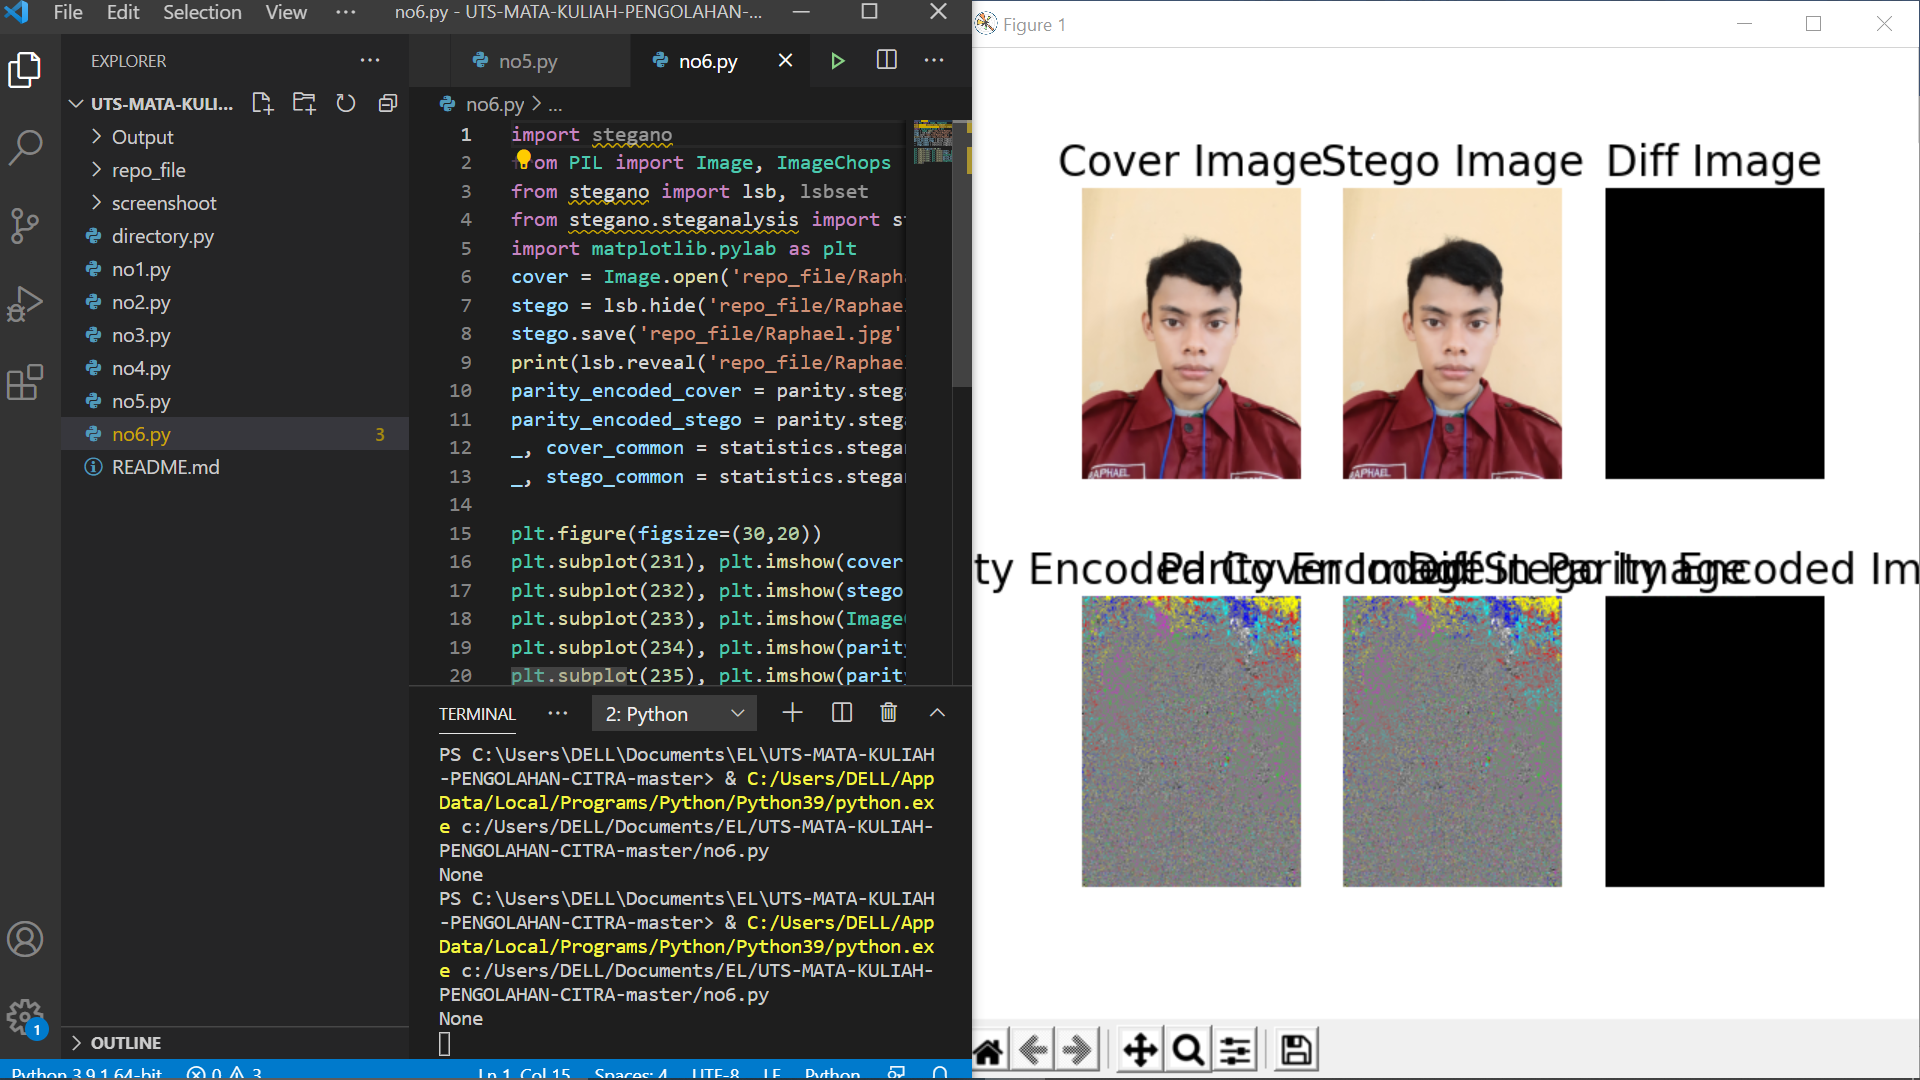 File Edit Selection View ··· no6.py - UTS-MATA-KULIAH-PENGOLAHAN-...
EXPLORER ···
UTS-MATA-KULI...
Output
repo_file
screenshoot
directory.py
no1.py
no2.py
no3.py
no4.py
no5.py
no6.py 3
README.md
OUTLINE
no5.py
no6.py
no6.py > ...
1 import stegano
2 from PIL import Image, ImageChops
3 from stegano import lsb, lsbset
4 from stegano.steganalysis import s
5 import matplotlib.pylab as plt
6 cover = Image.open('repo_file/Raph
7 stego = lsb.hide('repo_file/Raphae
8 stego.save('repo_file/Raphael.jpg'
9 print(lsb.reveal('repo_file/Raphae
10 parity_encoded_cover = parity.steg
11 parity_encoded_stego = parity.steg
12 _, cover_common = statistics.stega
13 _, stego_common = statistics.stega
14
15 plt.figure(figsize=(30,20))
16 plt.subplot(231), plt.imshow(cover
17 plt.subplot(232), plt.imshow(stego
18 plt.subplot(233), plt.imshow(Image
19 plt.subplot(234), plt.imshow(parit
20 plt.subplot(235), plt.imshow(parit
TERMINAL ··· 2: Python
PS C:\Users\DELL\Documents\EL\UTS-MATA-KULIAH
-PENGOLAHAN-CITRA-master> & C:/Users/DELL/App
Data/Local/Programs/Python/Python39/python.ex
e c:/Users/DELL/Documents/EL/UTS-MATA-KULIAH-
PENGOLAHAN-CITRA-master/no6.py
None
PS C:\Users\DELL\Documents\EL\UTS-MATA-KULIAH
-PENGOLAHAN-CITRA-master> & C:/Users/DELL/App
Data/Local/Programs/Python/Python39/python.ex
e c:/Users/DELL/Documents/EL/UTS-MATA-KULIAH-
PENGOLAHAN-CITRA-master/no6.py
None
1
Python 3.9.1 64-bit 0 3 Ln 1, Col 15 Spaces: 4 UTF-8 LF Python
Figure 1
Cover Image Stego Image Diff Image
RAPHAEL
ty Encoded Cover Image Parity Encoded Stego Image Diff in Parity Encoded Im